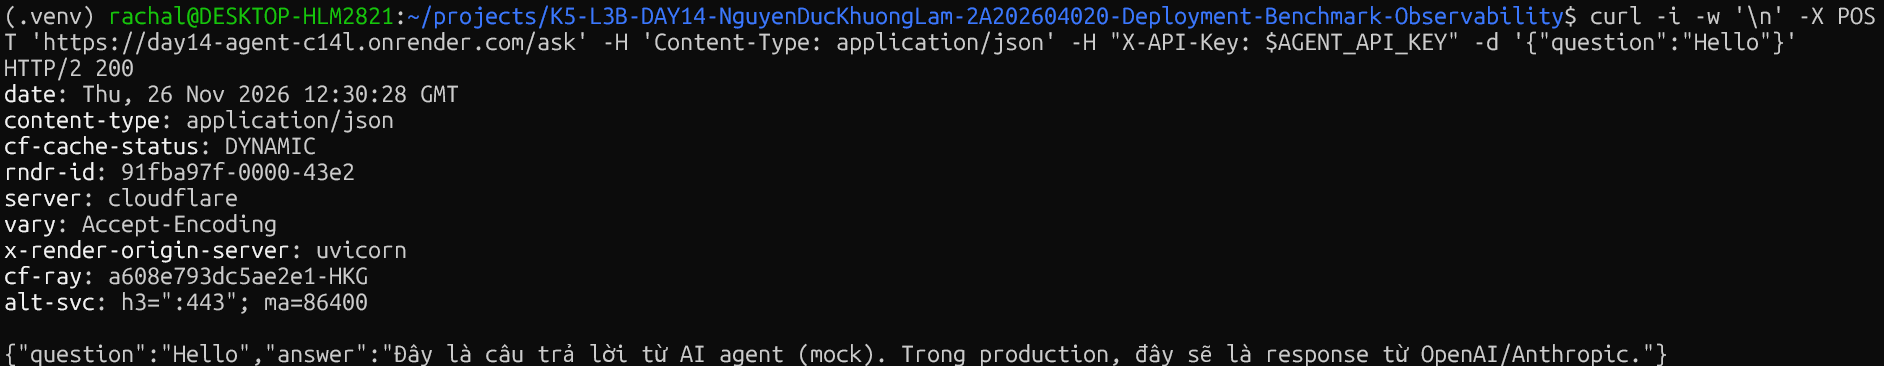 (.venv) rachal@DESKTOP-HLM2821:~/projects/K5-L3B-DAY14-NguyenDucKhuongLam-2A202604020-Deployment-Benchmark-Observability$ curl -i -w '\n' -X POS
T 'https://day14-agent-c14l.onrender.com/ask' -H 'Content-Type: application/json' -H "X-API-Key: $AGENT_API_KEY" -d '{"question":"Hello"}'
HTTP/2 200
date: Thu, 26 Nov 2026 12:30:28 GMT
content-type: application/json
cf-cache-status: DYNAMIC
rndr-id: 91fba97f-0000-43e2
server: cloudflare
vary: Accept-Encoding
x-render-origin-server: uvicorn
cf-ray: a608e793dc5ae2e1-HKG
alt-svc: h3=":443"; ma=86400
{"question":"Hello","answer":"Đây là câu trả lời từ AI agent (mock). Trong production, đây sẽ là response từ OpenAI/Anthropic."}